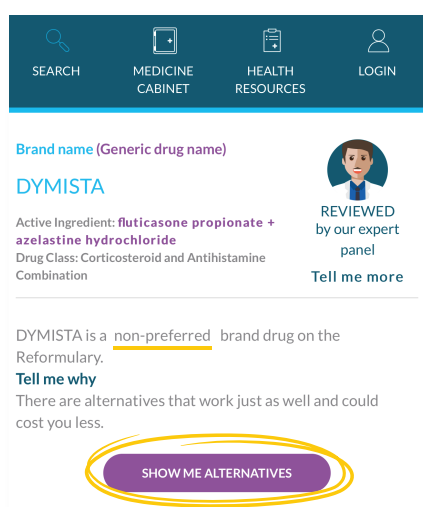 SEARCH
MEDICINE
CABINET
HEALTH
RESOURCES
LOGIN
Brand name (Generic drug name)
DYMISTA
Active Ingredient: fluticasone propionate +
azelastine hydrochloride
Drug Class: Corticosteroid and Antihistamine
Combination
REVIEWED
by our expert
panel
Tell me more
DYMISTA is a non-preferred brand drug on the
Reformulary.
Tell me why
There are alternatives that work just as well and could
cost you less.
SHOW ME ALTERNATIVES